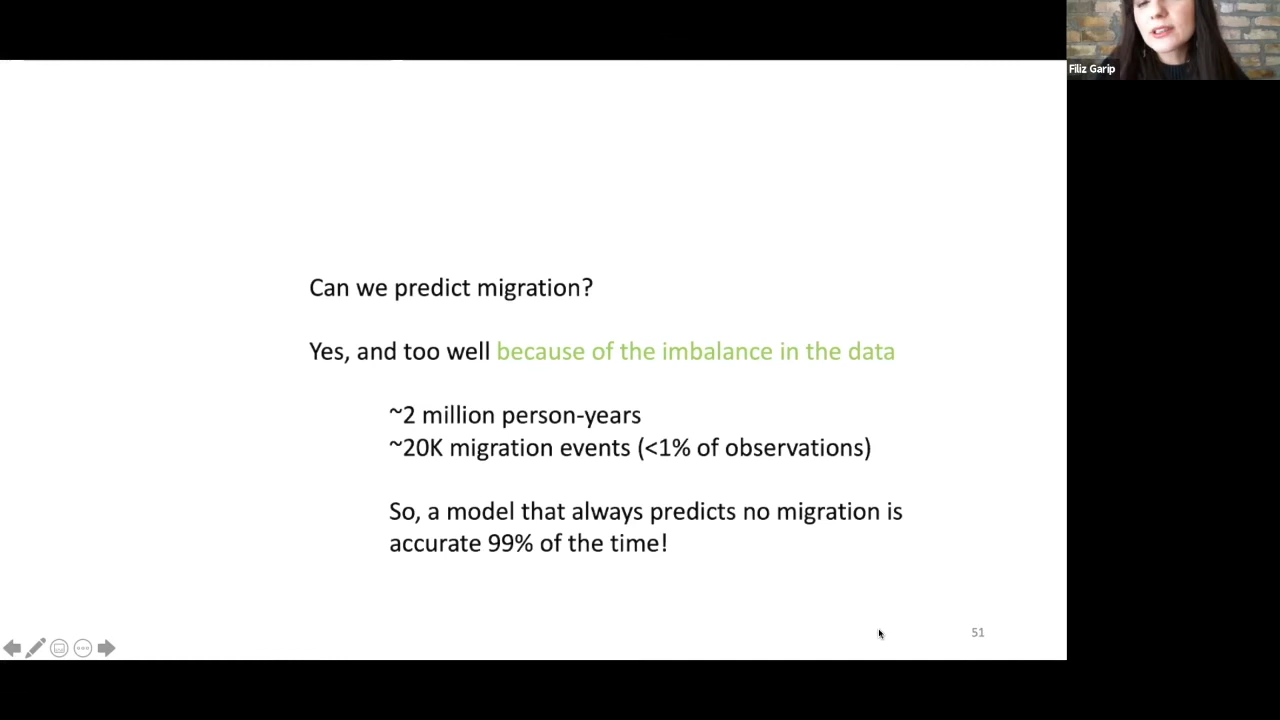 Filiz Garip
Can we predict migration?
Yes, and too well because of the imbalance in the data
~2 million person-years
~20K migration events (<1% of observations)
So, a model that always predicts no migration is
accurate 99% of the time!
51